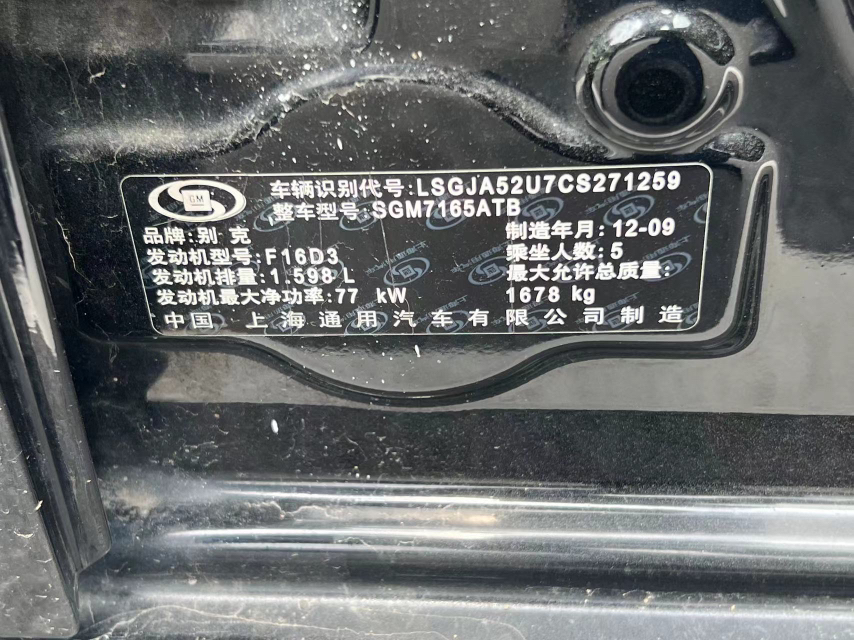 GM
车辆识别代号:LSGJA52U7CS271259
整车型号:SGM7165ATB
品牌:别 克
制造年月:12-09
发动机型号:F16D3
乘坐人数:5
发动机排量:1.598 L
最大允许总质量:
发动机最大净功率:77 kW
1678 kg
中国 上海通用汽车有限公司制造